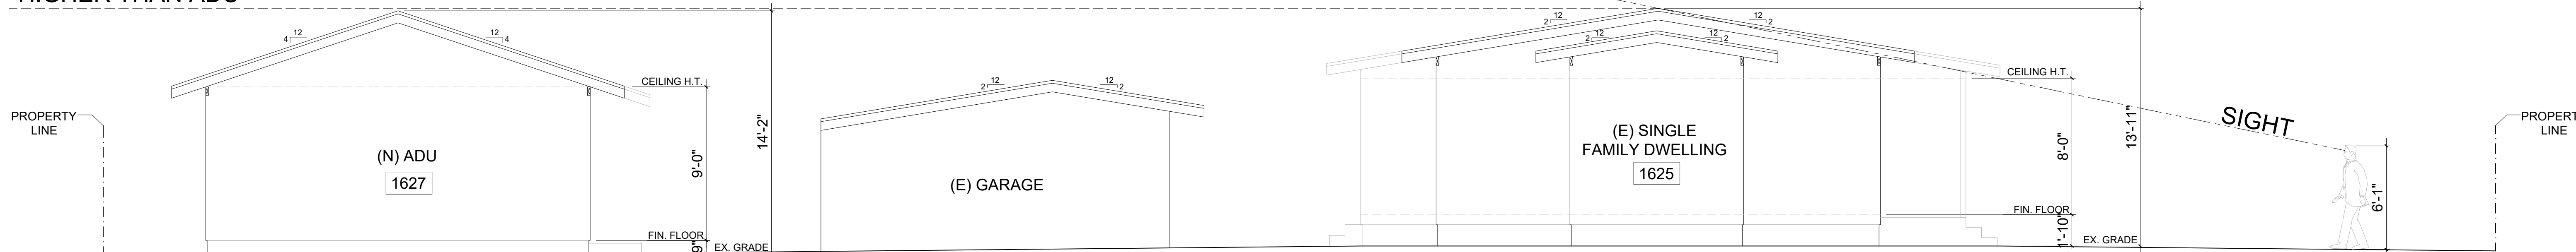 HIGHER THAN ADU
12
4
12
4
CEILING H.T.
PROPERTY
LINE
(N) ADU
1627
9'-0"
14'-2"
FIN. FLOOR
9"
EX. GRADE
12
2
12
2
(E) GARAGE
12
2
12
2
12
2
12
2
(E) SINGLE
FAMILY DWELLING
1625
CEILING H.T.
8'-0"
13'-11"
FIN. FLOOR
1'-10"
EX. GRADE
SIGHT
6'-1"
PROPERT
LINE